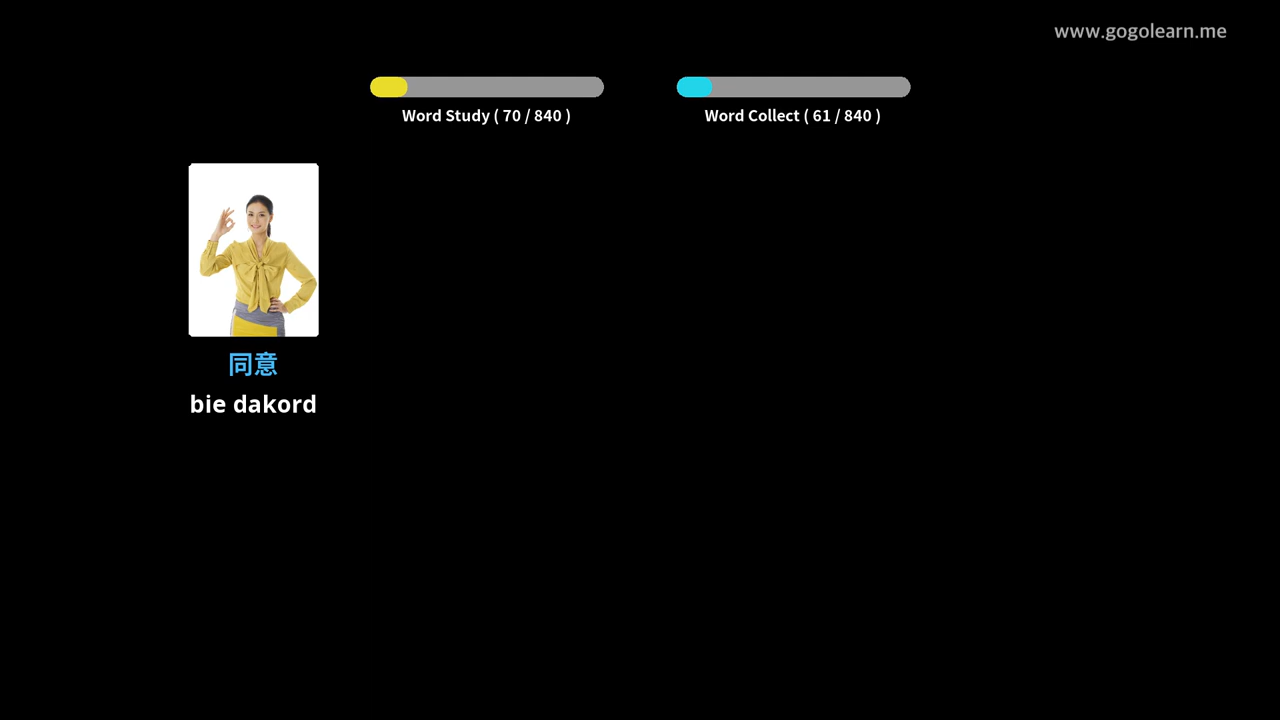 www.gogolearn.me
Word Study ( 70 / 840 )
Word Collect ( 61 / 840 )
同意
bie dakord